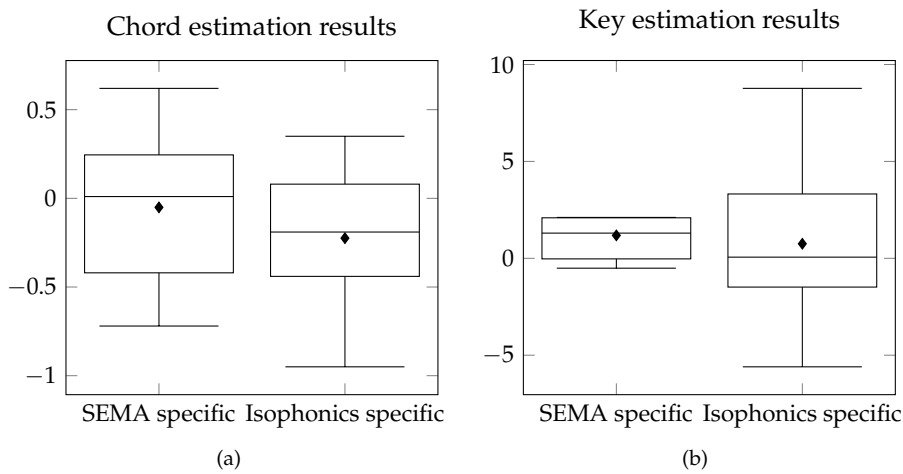 Chord estimation results
0.5
0
−0.5
−1
SEMA specific Isophonics specific
(a)
Key estimation results
10
5
0
−5
SEMA specific Isophonics specific
(b)